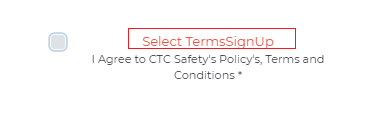 Select TermsSignUp
I Agree to CTC Safety's Policy's, Terms and
Conditions *